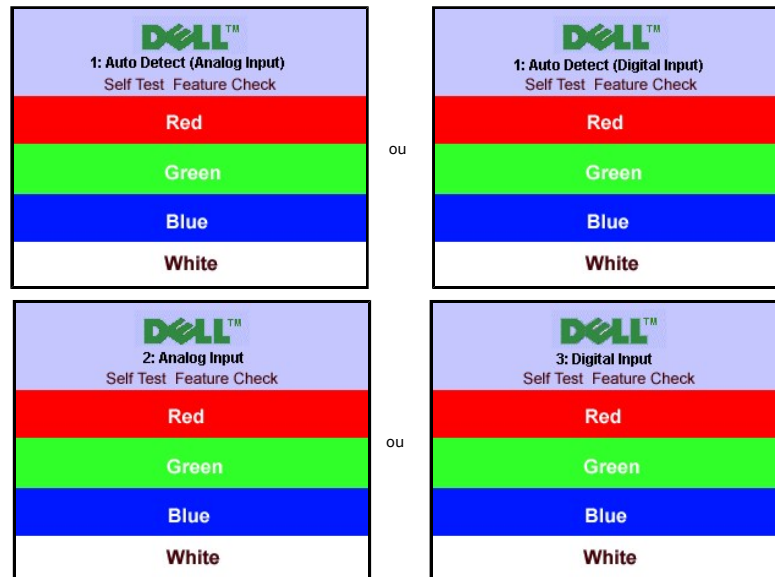 DELL™
1: Auto Detect (Analog Input)
Self Test Feature Check
Red
Green
Blue
White
ou
DELL™
1: Auto Detect (Digital Input)
Self Test Feature Check
Red
Green
Blue
White
DELL™
2: Analog Input
Self Test Feature Check
Red
Green
Blue
White
ou
DELL™
3: Digital Input
Self Test Feature Check
Red
Green
Blue
White